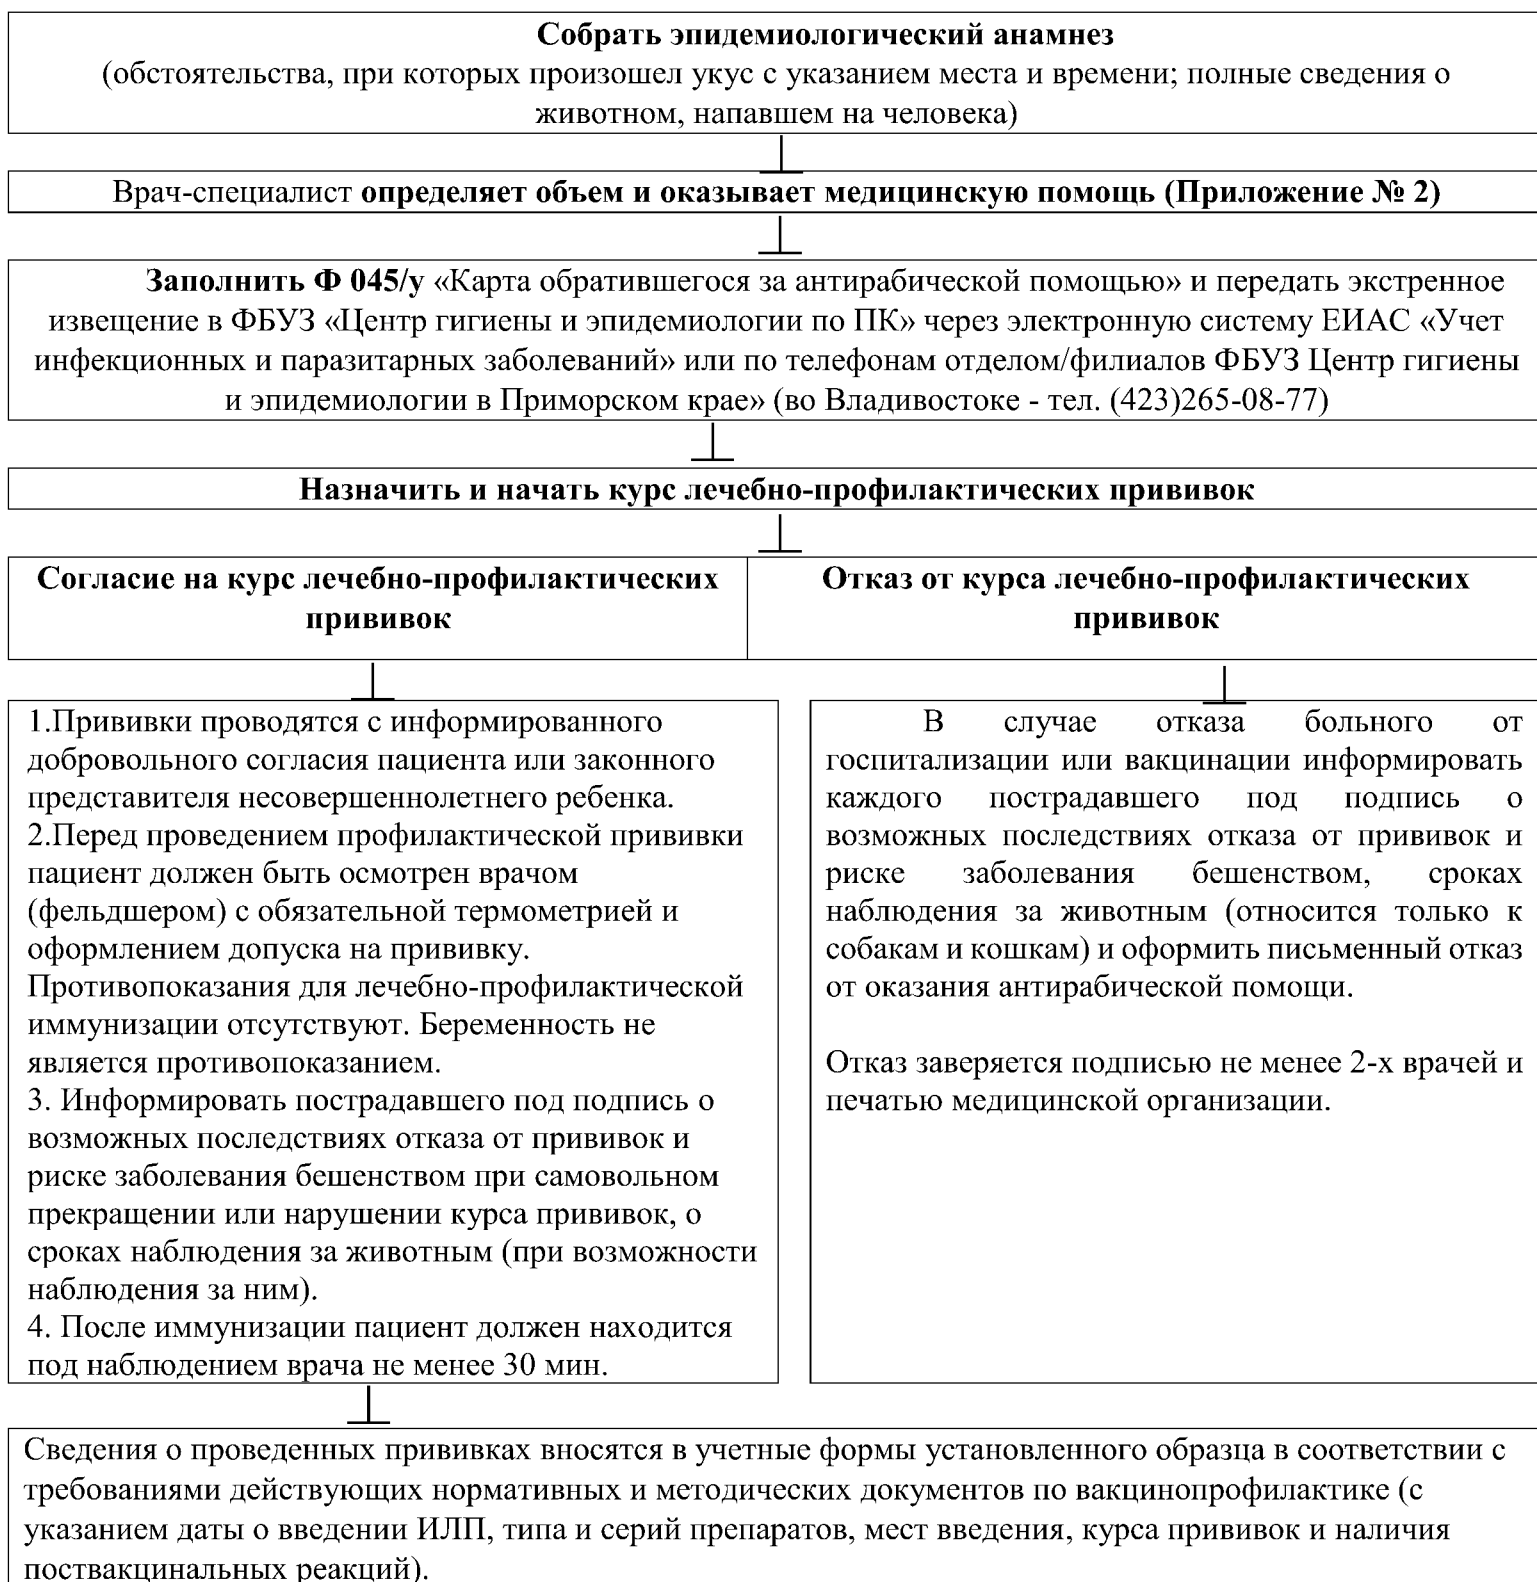 Собрать эпидемиологический анамнез
(обстоятельства, при которых произошел укус с указанием места и времени; полные сведения о
животном, напавшем на человека)
Врач-специалист определяет объем и оказывает медицинскую помощь (Приложение № 2)
Заполнить Ф 045/у «Карта обратившегося за антирабической помощью» и передать экстренное
извещение в ФБУЗ «Центр гигиены и эпидемиологии по ПК» через электронную систему ЕИАС «Учет
инфекционных и паразитарных заболеваний» или по телефонам отделом/филиалов ФБУЗ Центр гигиены
и эпидемиологии в Приморском крае» (во Владивостоке - тел. (423)265-08-77)
Назначить и начать курс лечебно-профилактических прививок
Согласие на курс лечебно-профилактических
прививок
Отказ от курса лечебно-профилактических
прививок
1.Прививки проводятся с информированного
добровольного согласия пациента или законного
представителя несовершеннолетнего ребенка.
2.Перед проведением профилактической прививки
пациент должен быть осмотрен врачом
(фельдшером) с обязательной термометрией и
оформлением допуска на прививку.
Противопоказания для лечебно-профилактической
иммунизации отсутствуют. Беременность не
является противопоказанием.
3. Информировать пострадавшего под подпись о
возможных последствиях отказа от прививок и
риске заболевания бешенством при самовольном
прекращении или нарушении курса прививок, о
сроках наблюдения за животным (при возможности
наблюдения за ним).
4. После иммунизации пациент должен находится
под наблюдением врача не менее 30 мин.
В случае отказа больного от
госпитализации или вакцинации информировать
каждого пострадавшего под подпись о
возможных последствиях отказа от прививок и
риске заболевания бешенством, сроках
наблюдения за животным (относится только к
собакам и кошкам) и оформить письменный отказ
от оказания антирабической помощи.
Отказ заверяется подписью не менее 2-х врачей и
печатью медицинской организации.
Сведения о проведенных прививках вносятся в учетные формы установленного образца в соответствии с
требованиями действующих нормативных и методических документов по вакцинопрофилактике (с
указанием даты о введении ИЛП, типа и серий препаратов, мест введения, курса прививок и наличия
поствакцинальных реакций).